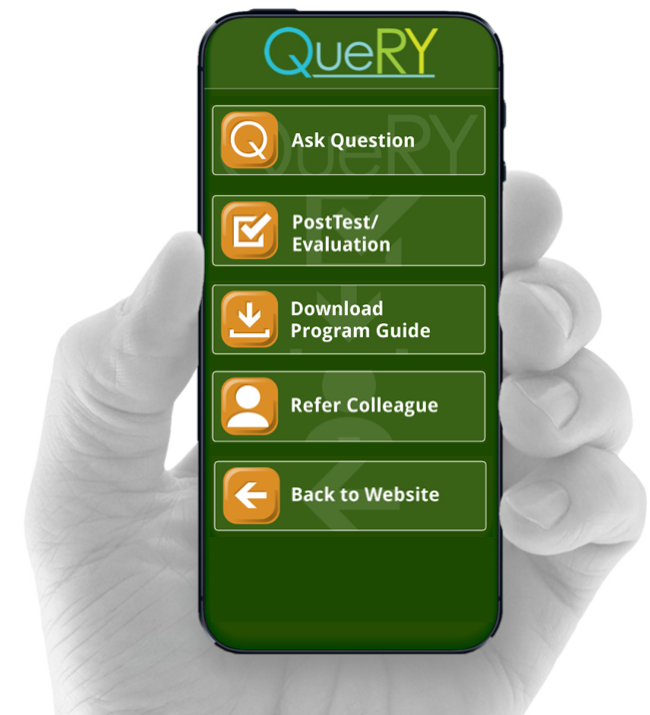 QueRY
Ask Question
PostTest/
Evaluation
Download
Program Guide
Refer Colleague
Back to Website